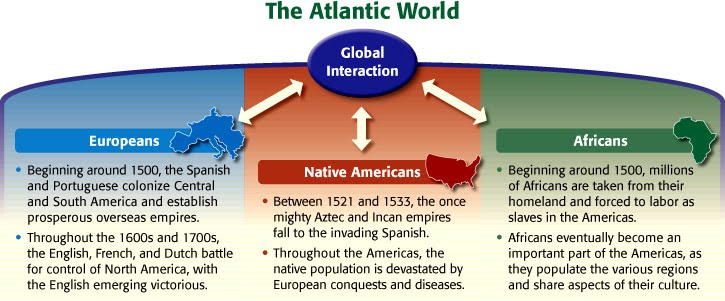 The Atlantic World
Global
Interaction
Europeans
• Beginning around 1500, the Spanish
and Portuguese colonize Central
and South America and establish
prosperous overseas empires.
• Throughout the 1600s and 1700s,
the English, French, and Dutch battle
for control of North America, with
the English emerging victorious.
Native Americans
• Between 1521 and 1533, the once
mighty Aztec and Incan empires
fall to the invading Spanish.
• Throughout the Americas, the
native population is devastated by
European conquests and diseases.
Africans
• Beginning around 1500, millions
of Africans are taken from their
homeland and forced to labor as
slaves in the Americas.
• Africans eventually become an
important part of the Americas, as
they populate the various regions
and share aspects of their culture.